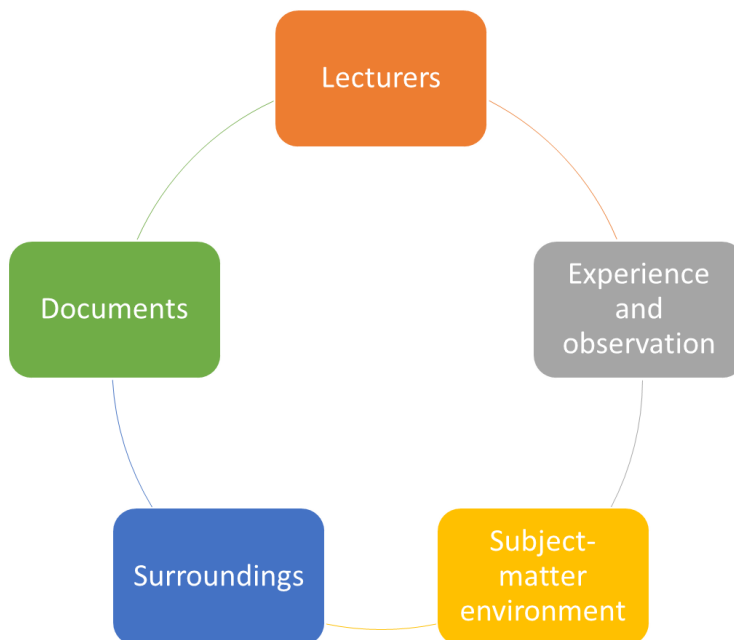 Lecturers
Experience
and
observation
Subject-
matter
environment
Surroundings
Documents